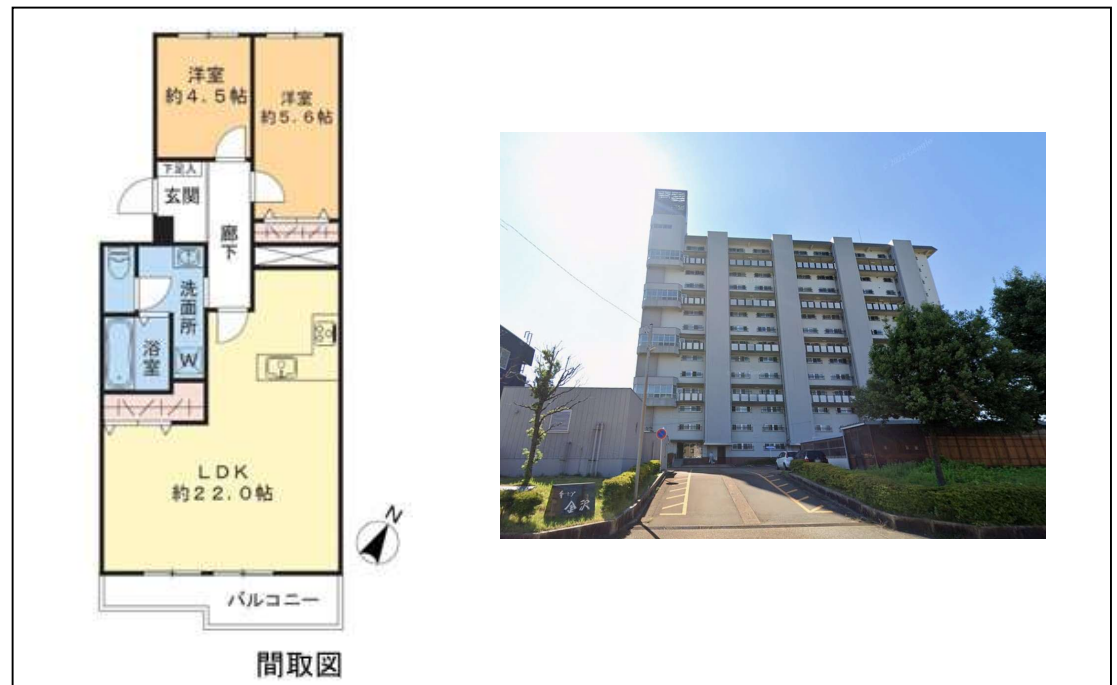 洋室
約4.5帖
洋室
約5.6帖
下足入
玄関
廊下
洗面所
浴室
W
LDK
約22.0帖
N
バルコニー
間取図
金沢